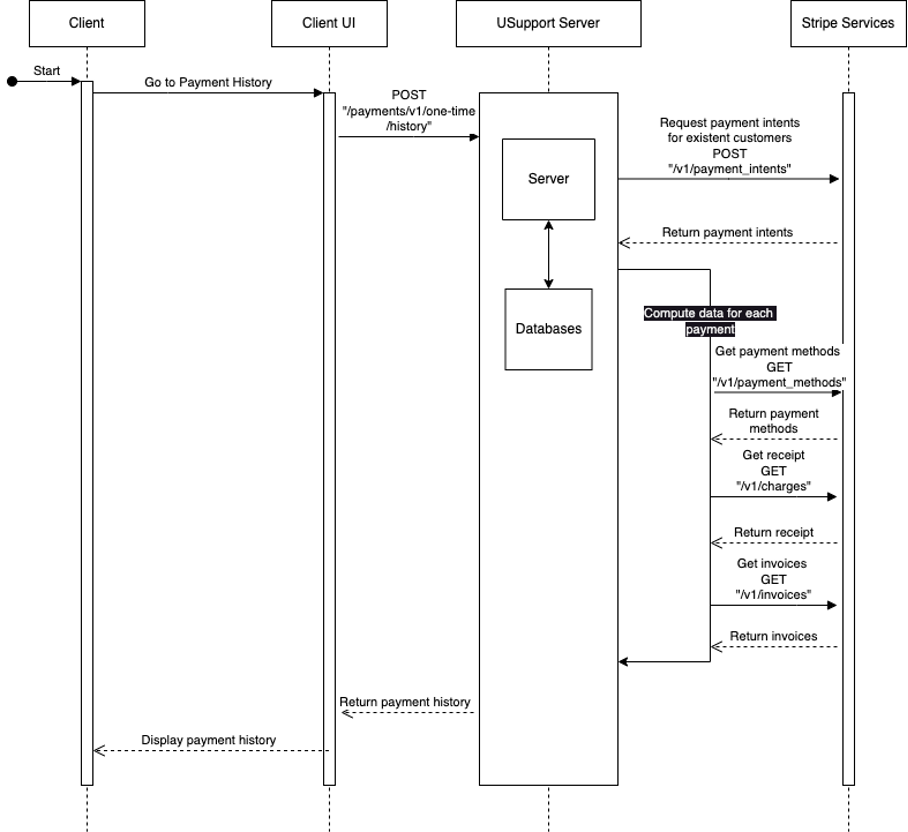 Client
Client UI
USupport Server
Stripe Services
Start
Go to Payment History
POST
"/payments/v1/one-time
/history"
Request payment intents
for existent customers
POST
"/v1/payment_intents"
Server
Return payment intents
Databases
Compute data for each
payment
Get payment methods
GET
"/v1/payment_methods"
Return payment
methods
Get receipt
GET
"/v1/charges"
Return receipt
Get invoices
GET
"/v1/invoices"
Return invoices
Return payment history
Display payment history